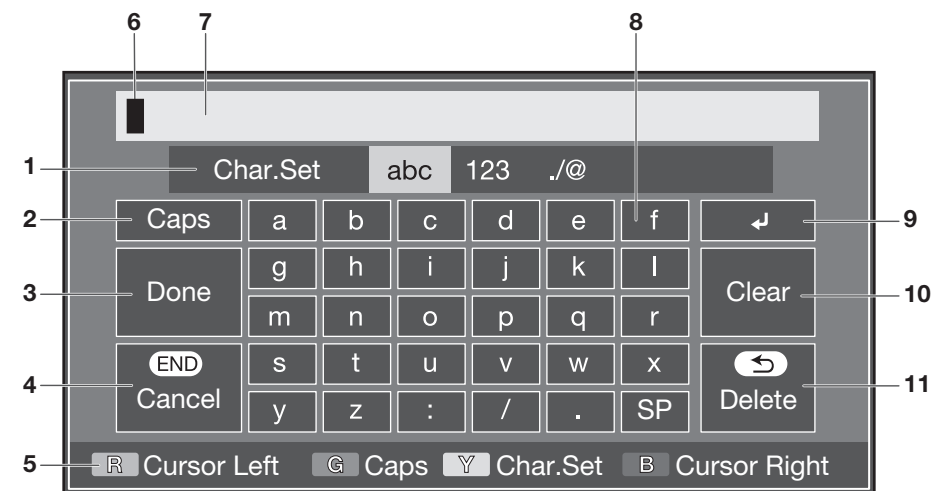 6 7 8
1 Char.Set abc 123 ./@
2 Caps a b c d e f ↲ 9
g h i j k l
3 Done Clear 10
m n o p q r
END s t u v w x
4 Cancel Delete 11
y z : / . SP
5 R Cursor Left G Caps Y Char.Set B Cursor Right